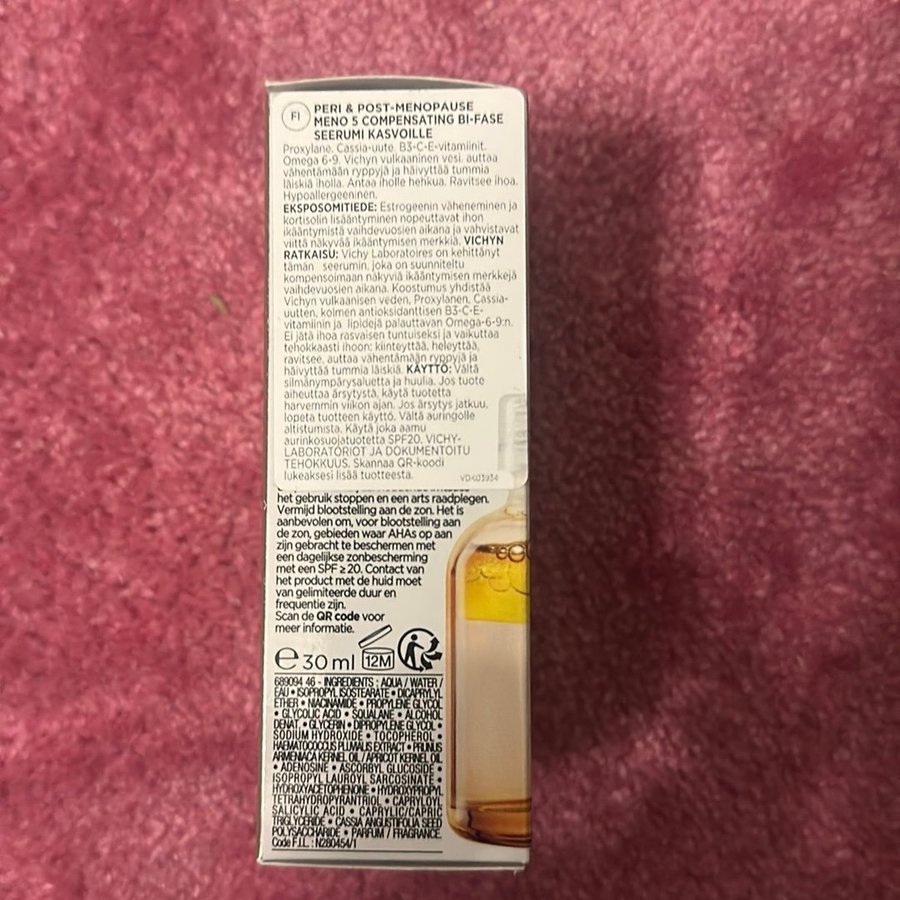 FI
PERI & POST-MENOPAUSE
MENO 5 COMPENSATING BI-FASE
SEERUMI KASVOILLE
Proxylane. Cassia-uute. B3-C-E-vitamiinit.
Omega 6-9. Vichyn vulkaaninen vesi. auttaa
vähentämään ryppyjä ja häivyttää tummia
läiskiä iholla. Antaa iholle hehkua. Ravitsee ihoa.
Hypoallergeeninen.
EKSPOSOMITIEDE: Estrogeenin väheneminen ja
kortisolin lisääntyminen nopeuttavat ihon
ikääntymistä vaihdevuosien aikana ja vahvistavat
viittä näkyvää ikääntymisen merkkiä. VICHYN
RATKAISU: Vichy Laboratoires on kehittänyt
tämän seerumin, joka on suunniteltu
kompensoimaan näkyviä ikääntymisen merkkejä
vaihdevuosien aikana. Koostumus yhdistää
Vichyn vulkaanisen veden, Proxylanen, Cassia-
uutten, kolmen antioksidanttisen B3-C-E-
vitamiinin ja lipidejä palauttavan Omega-6-9:n.
Ei jätä ihoa rasvaisen tuntuiseksi ja vaikuttaa
tehokkaasti ihoon: kiinteyttää, heleyttää,
ravitsee, auttaa vähentämään ryppyjä ja
häivyttää tummia läiskiä. KÄYTTÖ: Vältä
silmänympärysaluetta ja huulia. Jos tuote
aiheuttaa ärsytystä, käytä tuotetta
harvemmin viikon ajan. Jos ärsytys jatkuu,
lopeta tuotteen käyttö. Vältä auringolle
altistumista. Käytä joka aamu
aurinkosuojatuotetta SPF20. VICHY-
LABORATORIOT JA DOKUMENTOITU
TEHOKKUUS. Skannaa QR-koodi
lukeaksesi lisää tuotteesta.
VDK03934
het gebruik stoppen en een arts raadplegen.
Vermijd blootstelling aan de zon. Het is
aanbevolen om, voor blootstelling aan
de zon, gebieden waar AHAs op aan
zijn gebracht te beschermen met
een dagelijkse zonbescherming
met een SPF ≥ 20. Contact van
het product met de huid moet
van gelimiteerde duur en
frequentie zijn.
Scan de QR code voor
meer informatie.
e 30 ml 12M
689094 46 - INGREDIENTS : AQUA / WATER /
EAU • ISOPROPYL ISOSTEARATE • DICAPRYLYL
ETHER • NIACINAMIDE • PROPYLENE GLYCOL
• GLYCOLIC ACID • SQUALANE • ALCOHOL
DENAT. • GLYCERIN • DIPROPYLENE GLYCOL •
SODIUM HYDROXIDE • TOCOPHEROL •
HAEMATOCOCCUS PLUVIALIS EXTRACT • PRUNUS
ARMENIACA KERNEL OIL / APRICOT KERNEL OIL
• ADENOSINE • ASCORBYL GLUCOSIDE •
ISOPROPYL LAUROYL SARCOSINATE •
HYDROXYACETOPHENONE • HYDROXYPROPYL
TETRAHYDROPYRANTRIOL • CAPRYLOYL
SALICYLIC ACID • CAPRYLIC/CAPRIC
TRIGLYCERIDE • CASSIA ANGUSTIFOLIA SEED
POLYSACCHARIDE • PARFUM / FRAGRANCE.
Code F.I.L. : N280454/1